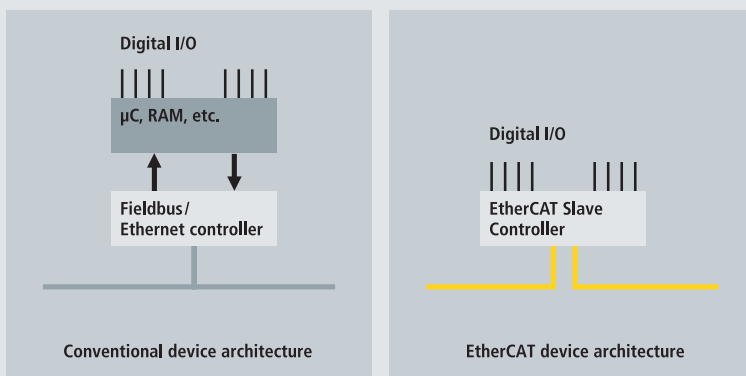 Digital I/O
µC, RAM, etc.
Fieldbus/
Ethernet controller
Conventional device architecture
Digital I/O
EtherCAT Slave
Controller
EtherCAT device architecture